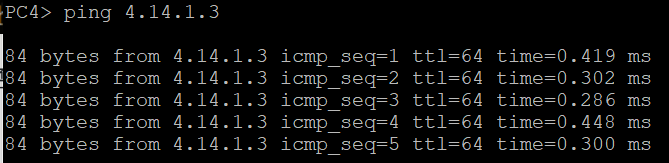 PC4> ping 4.14.1.3
84 bytes from 4.14.1.3 icmp_seq=1 ttl=64 time=0.419 ms
84 bytes from 4.14.1.3 icmp_seq=2 ttl=64 time=0.302 ms
84 bytes from 4.14.1.3 icmp_seq=3 ttl=64 time=0.286 ms
84 bytes from 4.14.1.3 icmp_seq=4 ttl=64 time=0.448 ms
84 bytes from 4.14.1.3 icmp_seq=5 ttl=64 time=0.300 ms